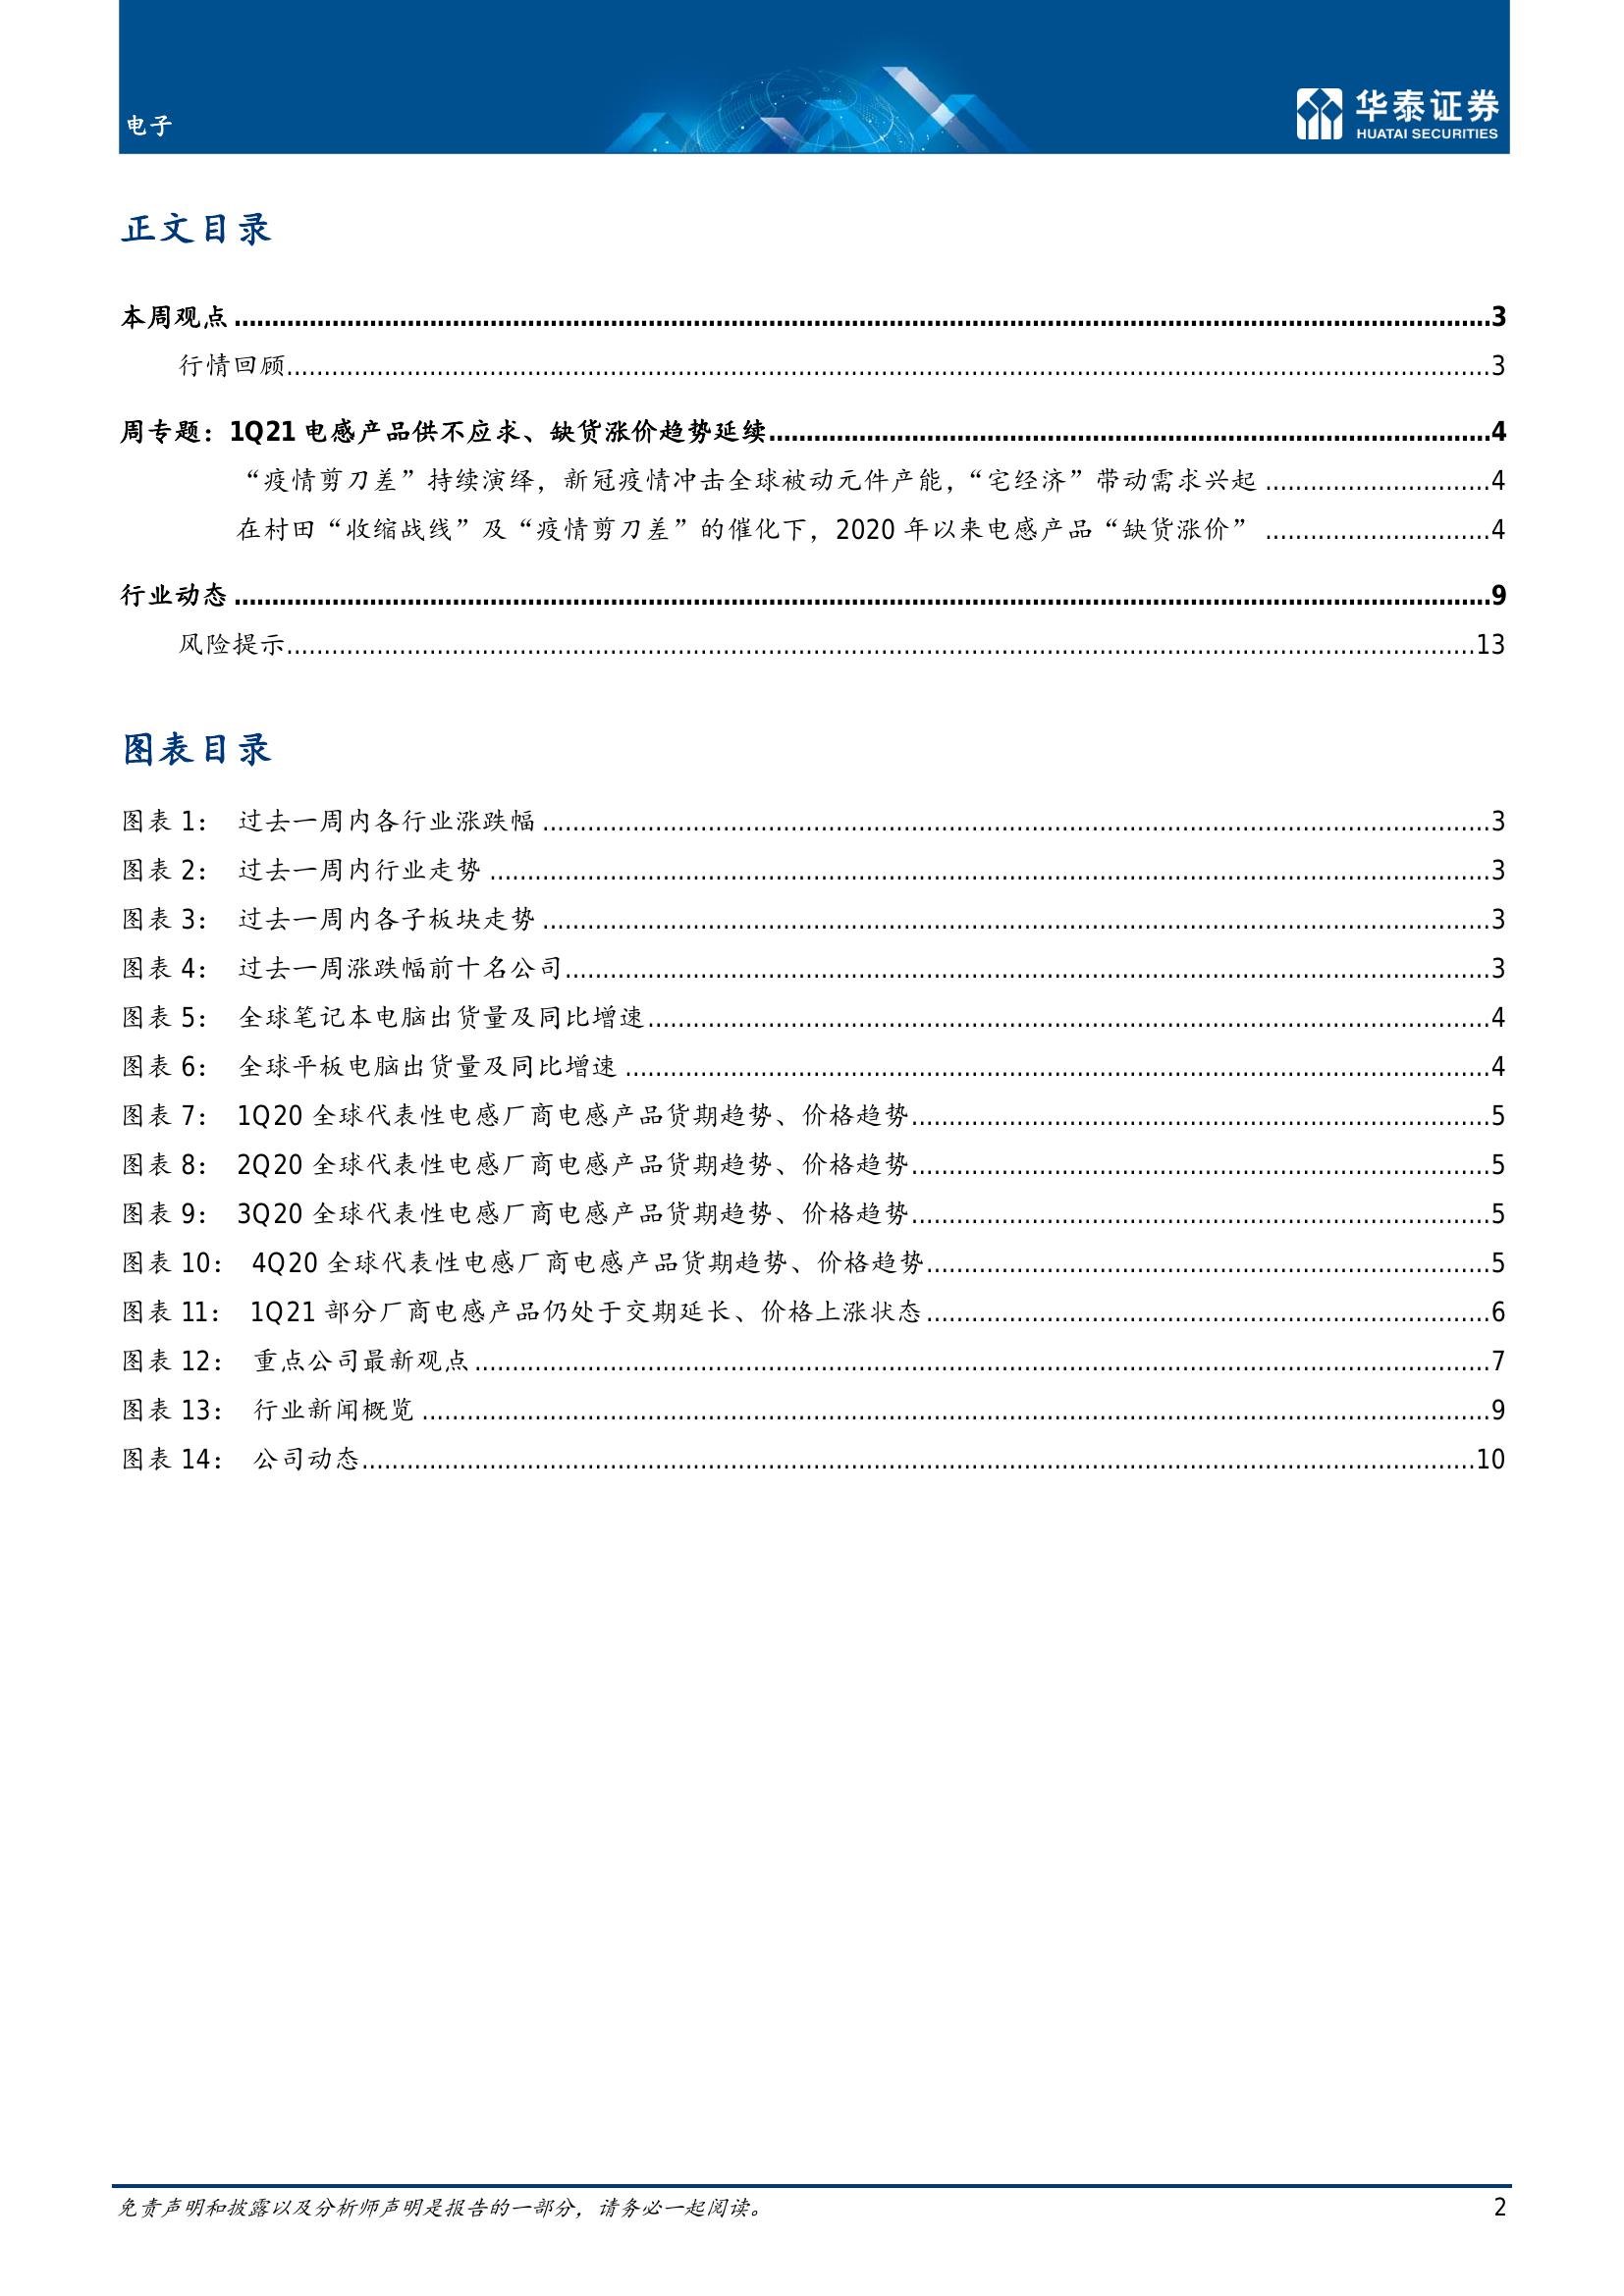 电子
华泰证券
HUATAI SECURITIES
正文目录
本周观点 ........ 3
行情回顾 ........ 3
周专题：1Q21 电感产品供不应求、缺货涨价趋势延续 ........ 4
“疫情剪刀差”持续演绎，新冠疫情冲击全球被动元件产能，“宅经济”带动需求兴起 ........ 4
在村田“收缩战线”及“疫情剪刀差”的催化下，2020 年以来电感产品“缺货涨价” ........ 4
行业动态 ........ 9
风险提示 ........ 13
图表目录
图表 1： 过去一周内各行业涨跌幅 ........ 3
图表 2： 过去一周内行业走势 ........ 3
图表 3： 过去一周内各子板块走势 ........ 3
图表 4： 过去一周涨跌幅前十名公司 ........ 3
图表 5： 全球笔记本电脑出货量及同比增速 ........ 4
图表 6： 全球平板电脑出货量及同比增速 ........ 4
图表 7： 1Q20 全球代表性电感厂商电感产品货期趋势、价格趋势 ........ 5
图表 8： 2Q20 全球代表性电感厂商电感产品货期趋势、价格趋势 ........ 5
图表 9： 3Q20 全球代表性电感厂商电感产品货期趋势、价格趋势 ........ 5
图表 10： 4Q20 全球代表性电感厂商电感产品货期趋势、价格趋势 ........ 5
图表 11： 1Q21 部分厂商电感产品仍处于交期延长、价格上涨状态 ........ 6
图表 12： 重点公司最新观点 ........ 7
图表 13： 行业新闻概览 ........ 9
图表 14： 公司动态 ........ 10
免责声明和披露以及分析师声明是报告的一部分，请务必一起阅读。 2